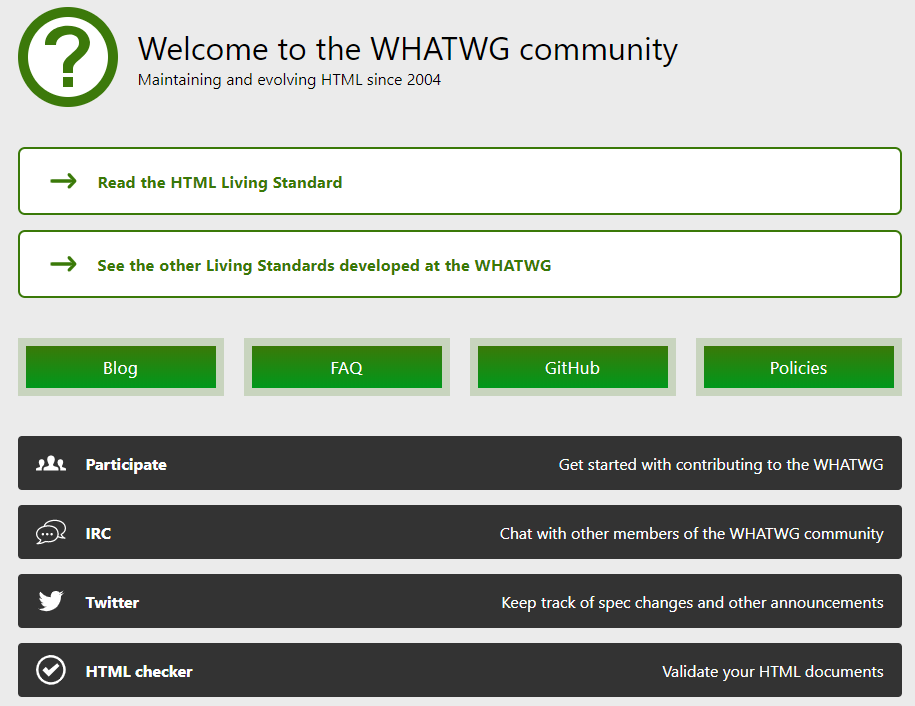 Welcome to the WHATWG community
Maintaining and evolving HTML since 2004
Read the HTML Living Standard
See the other Living Standards developed at the WHATWG
Blog
FAQ
GitHub
Policies
Participate
Get started with contributing to the WHATWG
IRC
Chat with other members of the WHATWG community
Twitter
Keep track of spec changes and other announcements
HTML checker
Validate your HTML documents